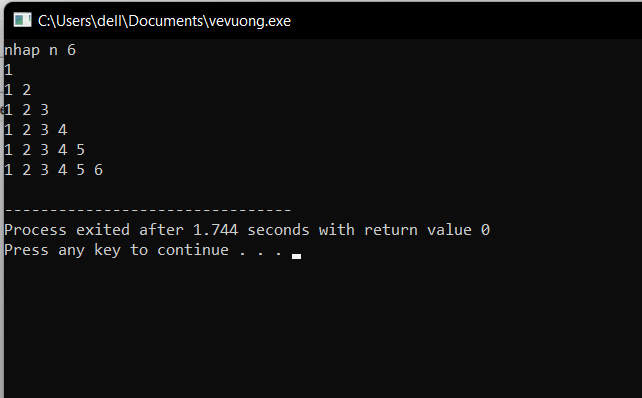 C:\Users\dell\Documents\vevuong.exe
nhap n 6
1
1 2
1 2 3
1 2 3 4
1 2 3 4 5
1 2 3 4 5 6
--------------------------------
Process exited after 1.744 seconds with return value 0
Press any key to continue . . .